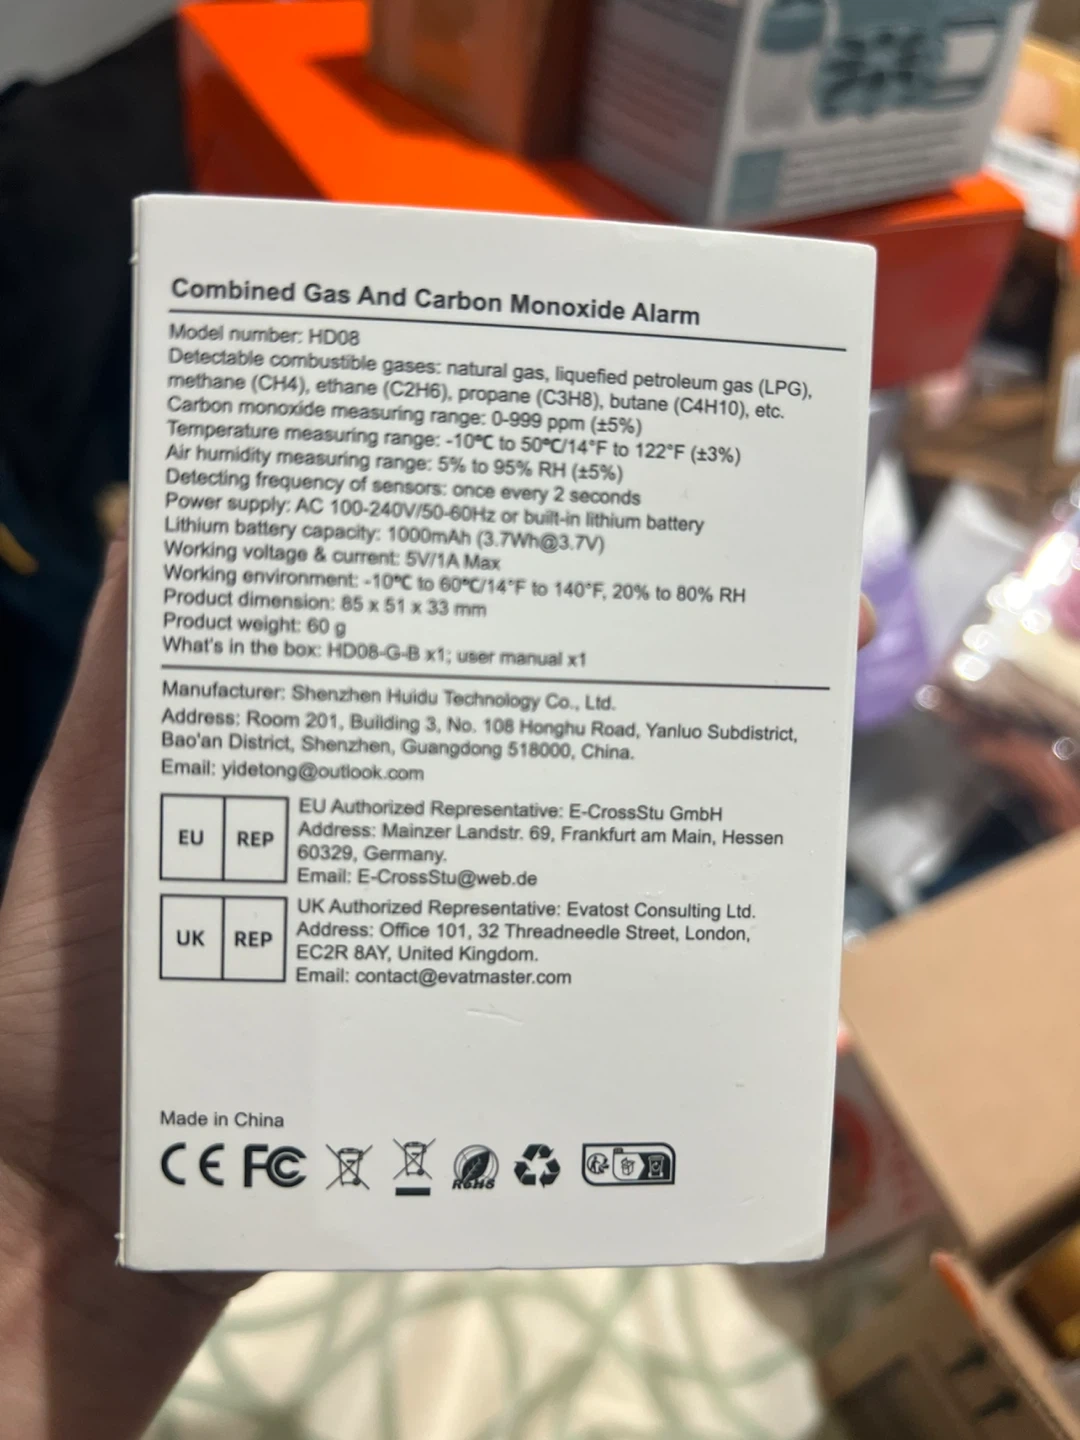 Combined Gas And Carbon Monoxide Alarm
Model number: HD08
Detectable combustible gases: natural gas, liquefied petroleum gas (LPG),
methane (CH4), ethane (C2H6), propane (C3H8), butane (C4H10), etc.
Carbon monoxide measuring range: 0-999 ppm (±5%)
Temperature measuring range: -10℃ to 50℃/14°F to 122°F (±3%)
Air humidity measuring range: 5% to 95% RH (±5%)
Detecting frequency of sensors: once every 2 seconds
Power supply: AC 100-240V/50-60Hz or built-in lithium battery
Lithium battery capacity: 1000mAh (3.7Wh@3.7V)
Working voltage & current: 5V/1A Max
Working environment: -10℃ to 60℃/14°F to 140°F, 20% to 80% RH
Product dimension: 85 x 51 x 33 mm
Product weight: 60 g
What's in the box: HD08-G-B x1; user manual x1
Manufacturer: Shenzhen Huidu Technology Co., Ltd.
Address: Room 201, Building 3, No. 108 Honghu Road, Yanluo Subdistrict,
Bao'an District, Shenzhen, Guangdong 518000, China.
Email: yidetong@outlook.com
EU REP
EU Authorized Representative: E-CrossStu GmbH
Address: Mainzer Landstr. 69, Frankfurt am Main, Hessen
60329, Germany.
Email: E-CrossStu@web.de
UK REP
UK Authorized Representative: Evatost Consulting Ltd.
Address: Office 101, 32 Threadneedle Street, London,
EC2R 8AY, United Kingdom.
Email: contact@evatmaster.com
Made in China
CE FC RoHS